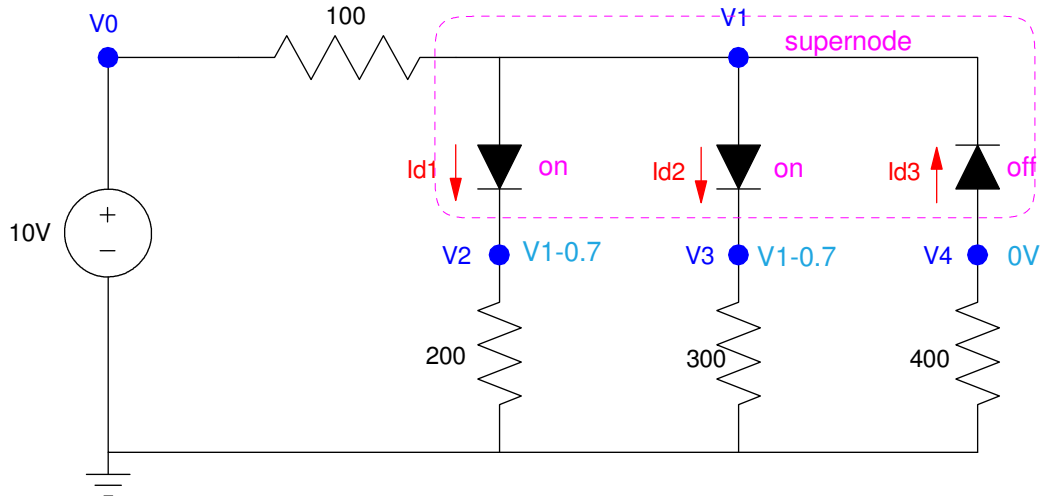 V0
100
V1
supernode
Id1
on
Id2
on
Id3
off
10V
+
−
V2
V1-0.7
V3
V1-0.7
V4
0V
200
300
400